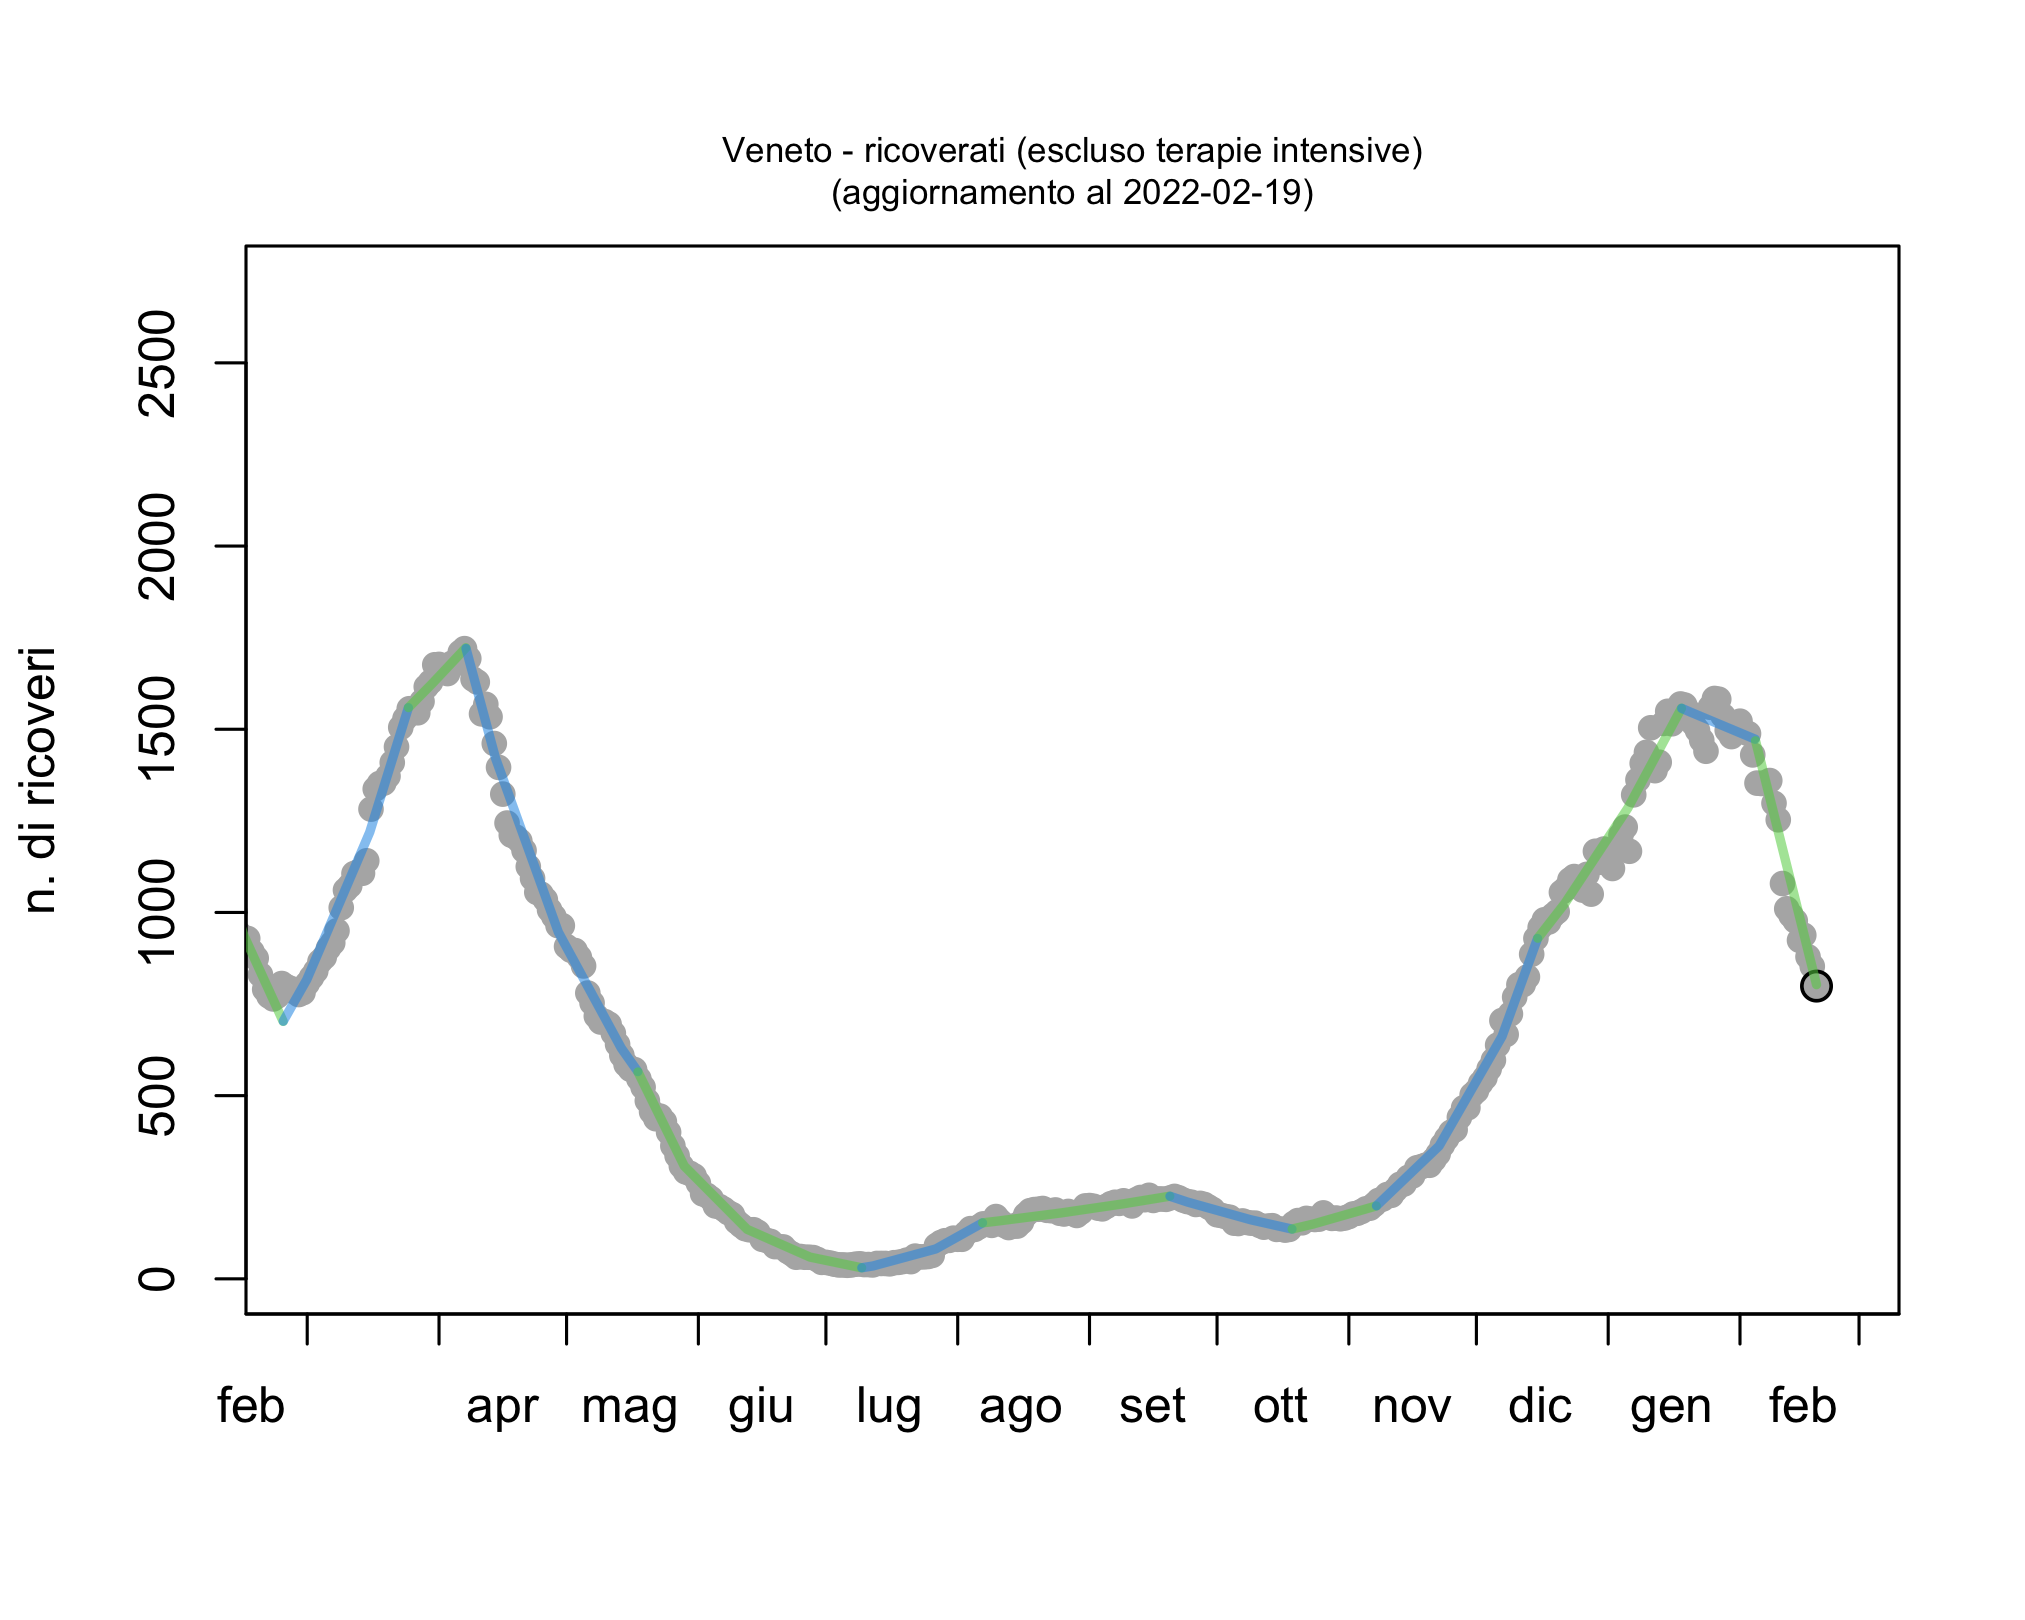 Veneto - ricoverati (escluso terapie intensive)
(aggiornamento al 2022-02-19)
n. di ricoveri
2500
2000
1500
1000
500
0
feb apr mag giu lug ago set ott nov dic gen feb